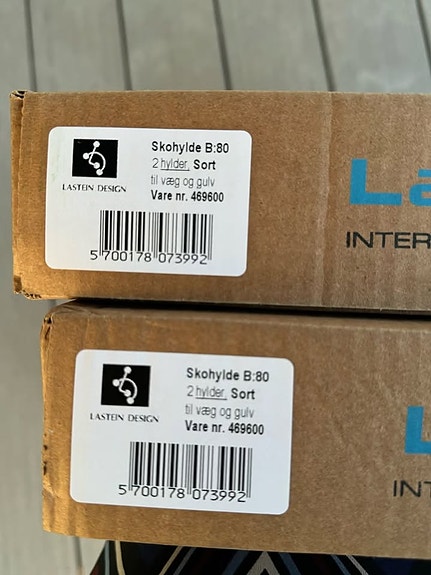 Skohylde B:80
2 hylder, Sort
til væg og gulv
Vare nr. 469600
LASTEIN DESIGN
5 700178 073992
La
INTER
Skohylde B:80
2 hylder, Sort
til væg og gulv
Vare nr. 469600
LASTEIN DESIGN
5 700178 073992
L
INT